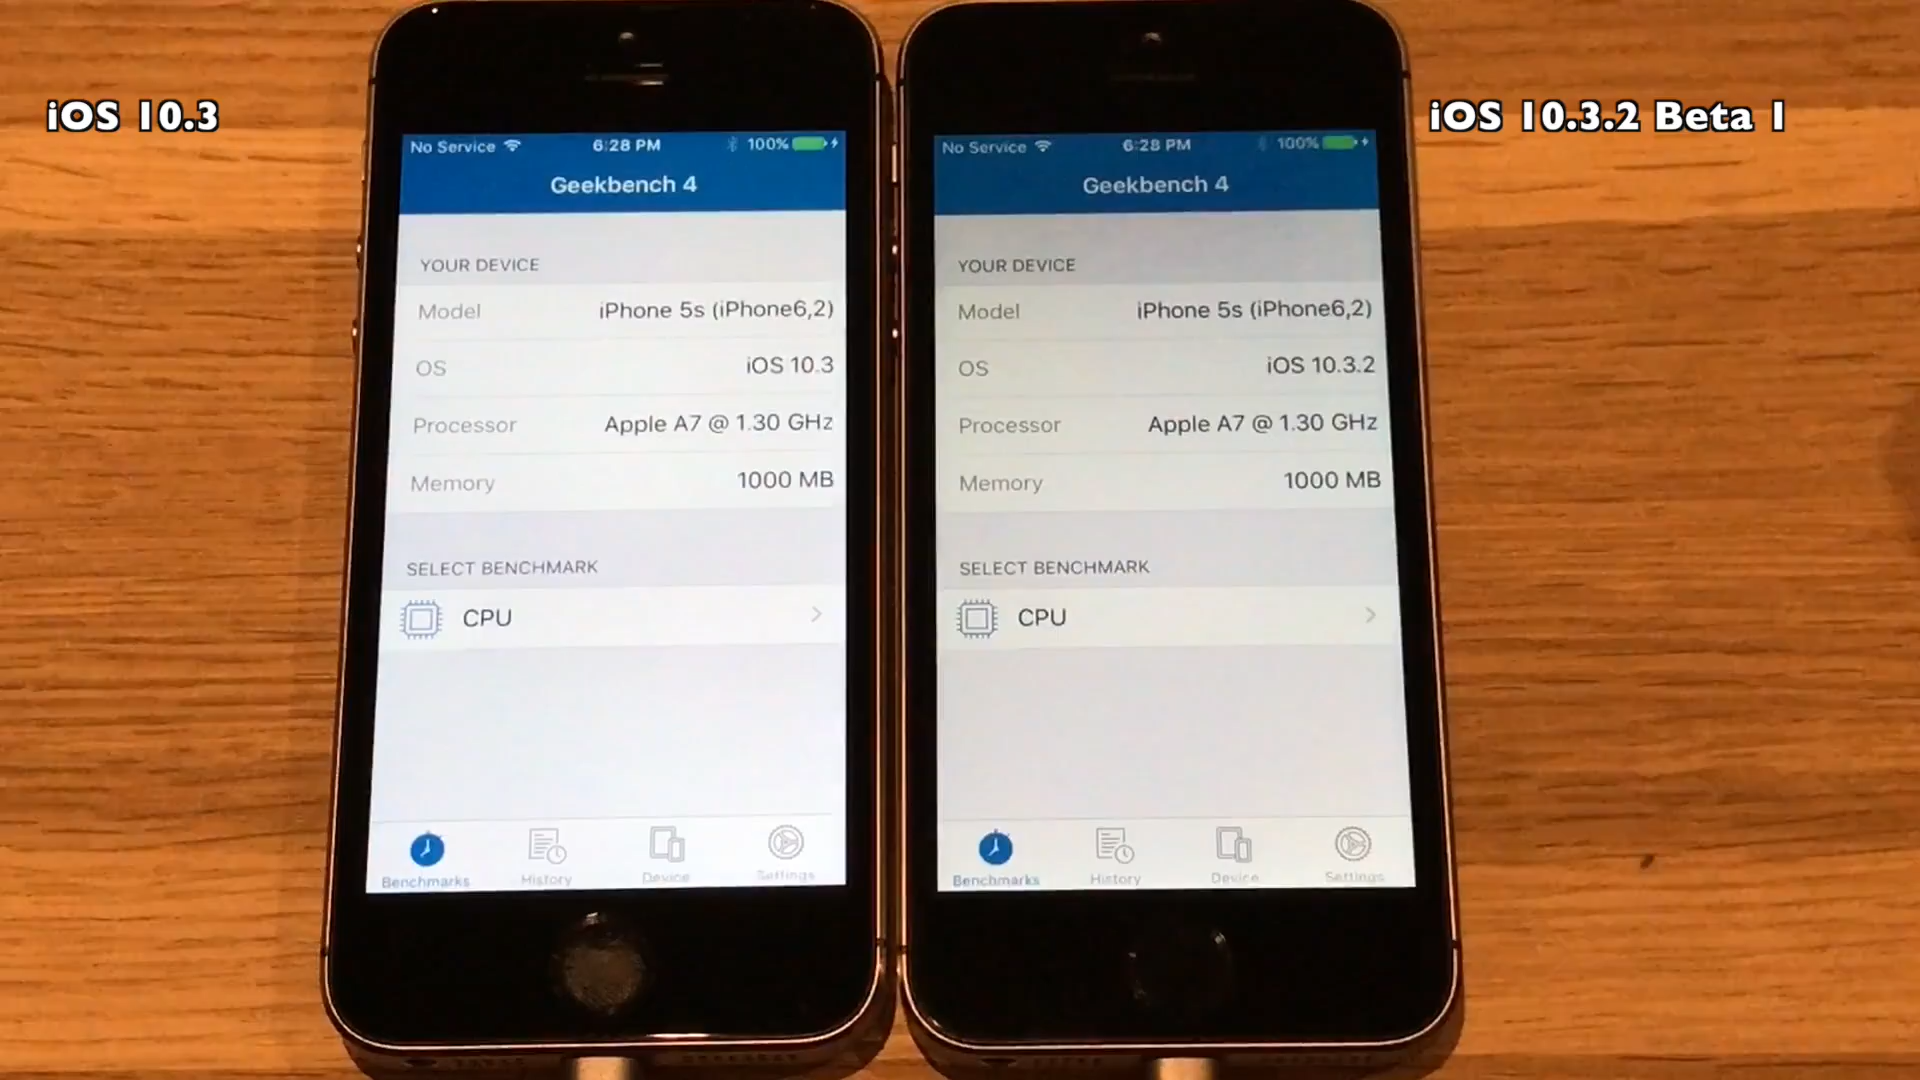 iOS 10.3
No Service 6:28 PM 100%
Geekbench 4
YOUR DEVICE
Model iPhone 5s (iPhone6,2)
OS iOS 10.3
Processor Apple A7 @ 1.30 GHz
Memory 1000 MB
SELECT BENCHMARK
CPU
Benchmarks History Device Settings
iOS 10.3.2 Beta 1
No Service 6:28 PM 100%
Geekbench 4
YOUR DEVICE
Model iPhone 5s (iPhone6,2)
OS iOS 10.3.2
Processor Apple A7 @ 1.30 GHz
Memory 1000 MB
SELECT BENCHMARK
CPU
Benchmarks History Device Settings